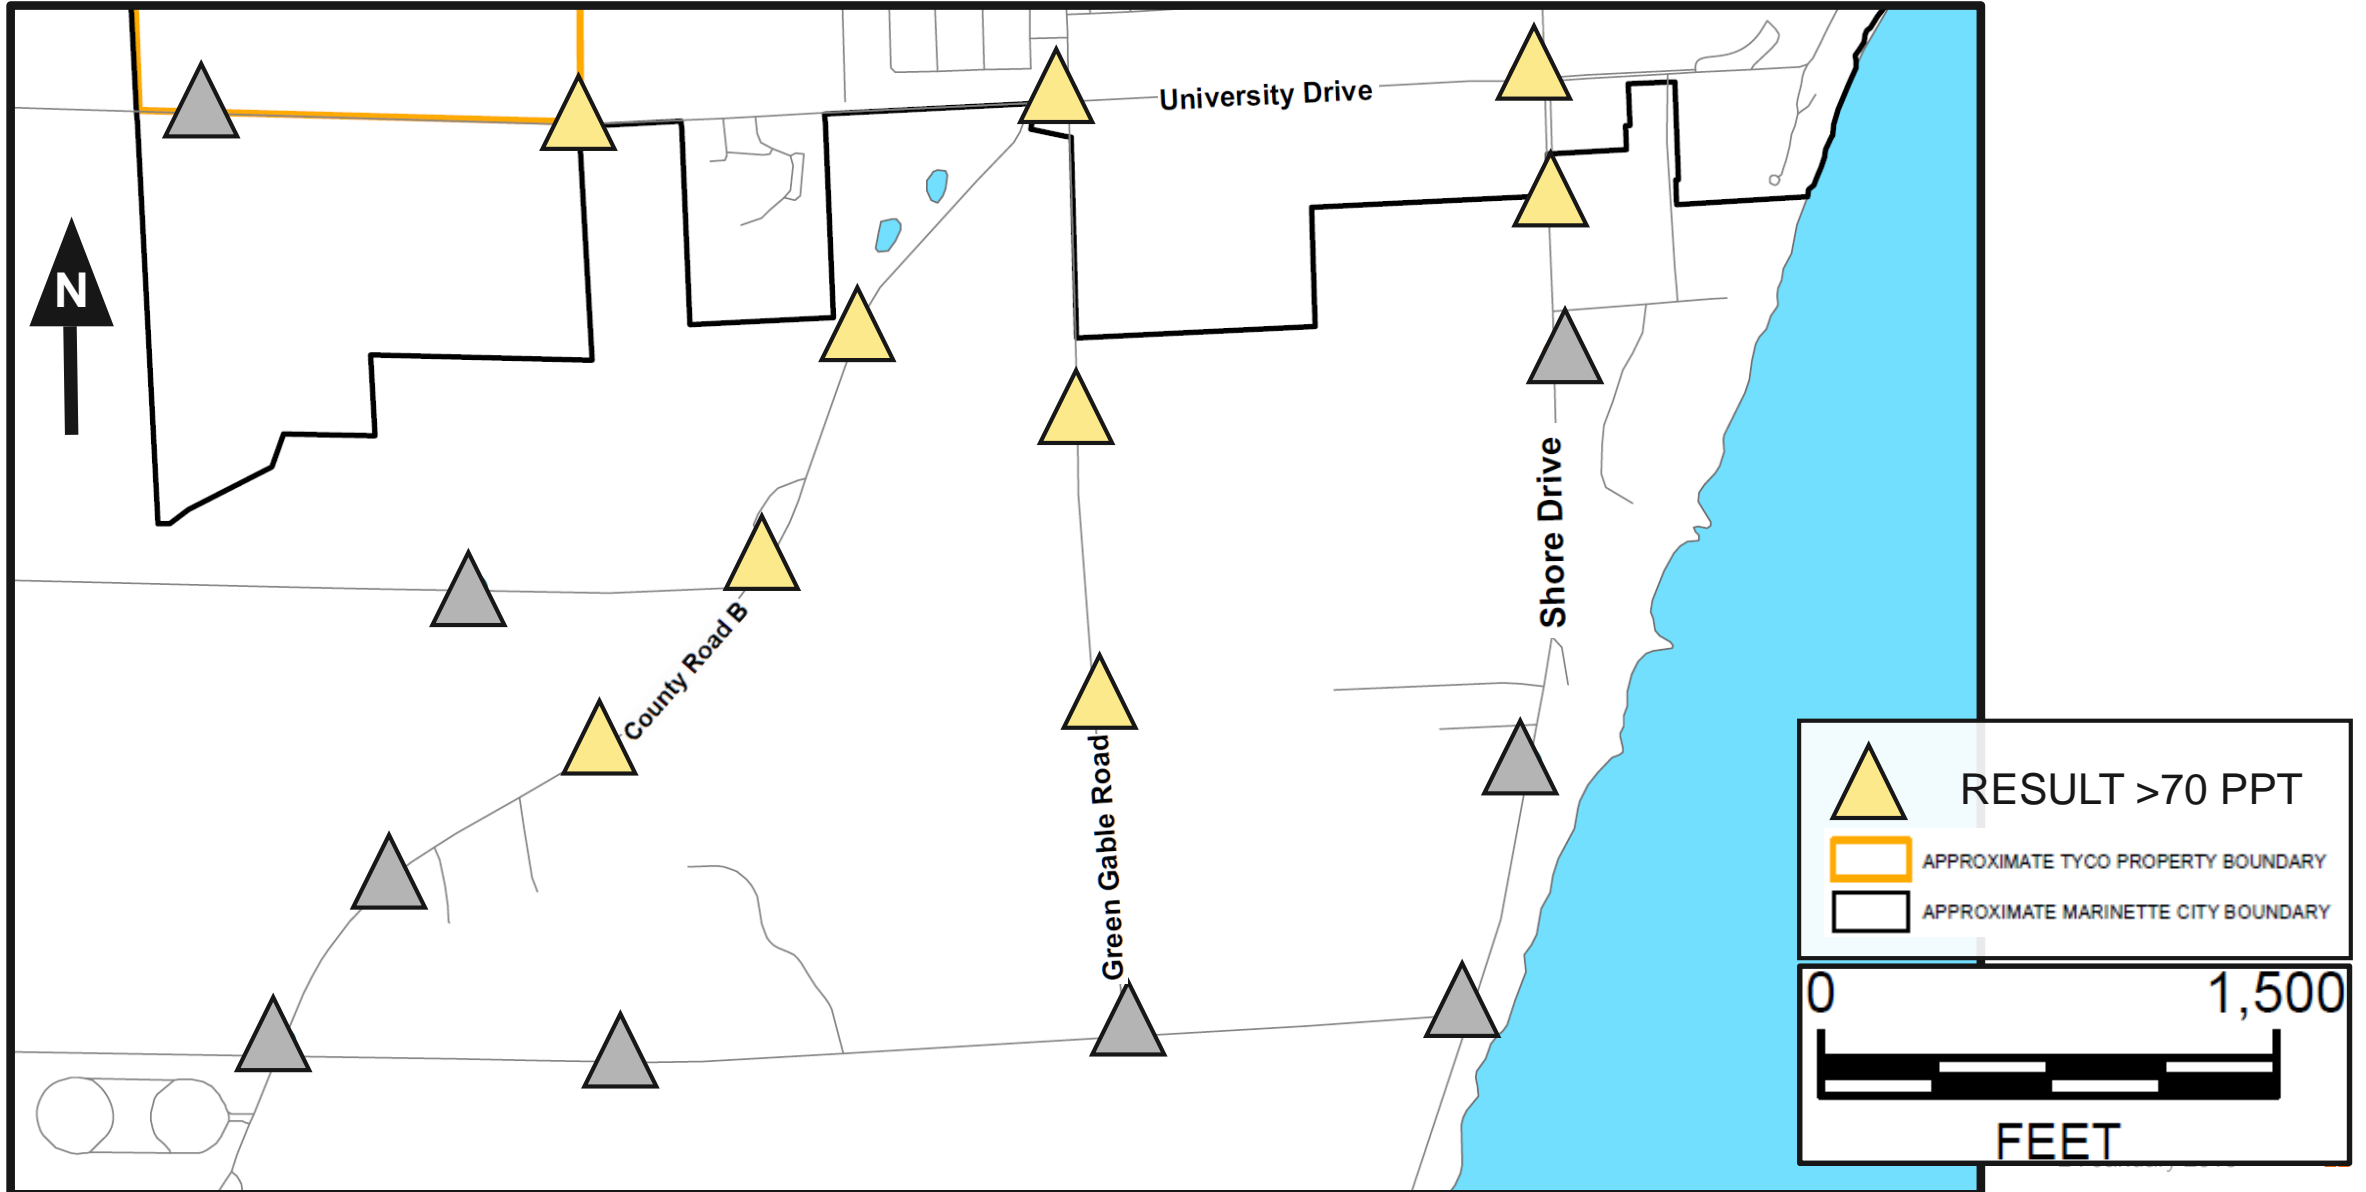 University Drive
N
Shore Drive
County Road B
Green Gable Road
RESULT >70 PPT
APPROXIMATE TYCO PROPERTY BOUNDARY
APPROXIMATE MARINETTE CITY BOUNDARY
0 1,500
FEET